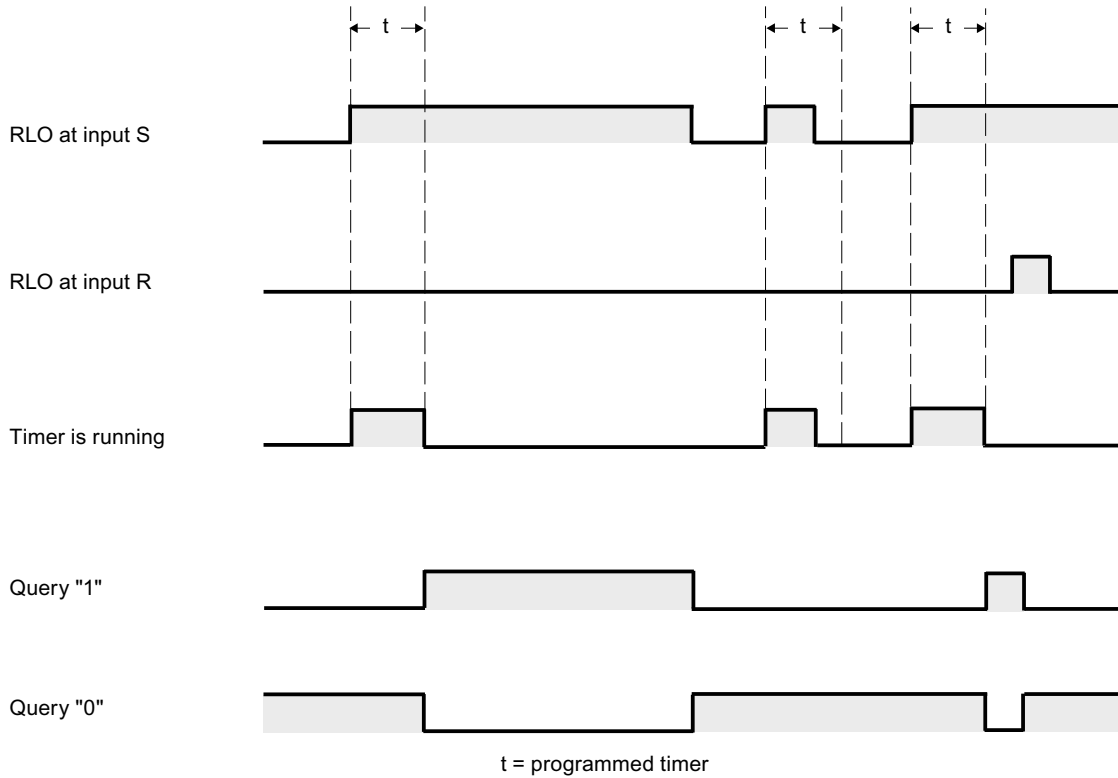 t
t
t
RLO at input S
RLO at input R
Timer is running
Query "1"
Query "0"
t = programmed timer